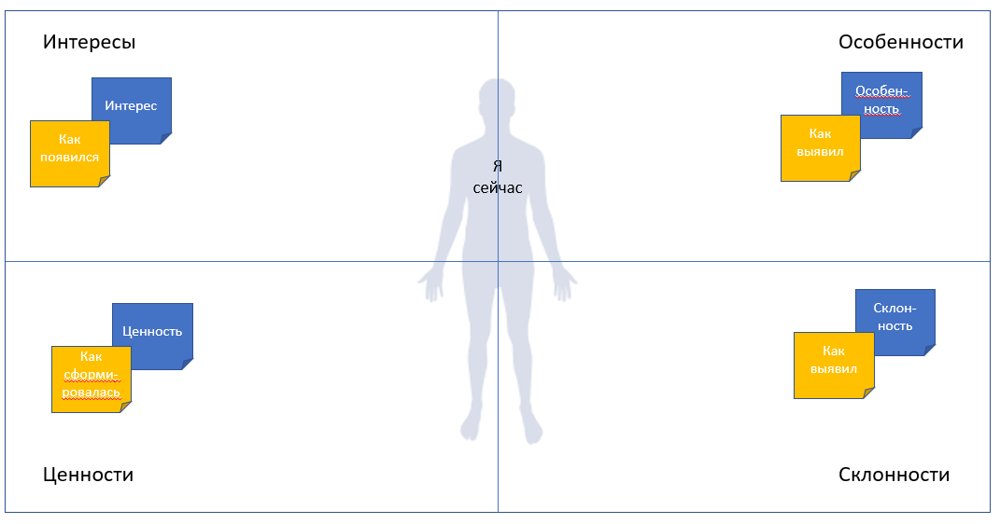 Интересы
Интерес
Как
появился
Особенности
Особен-
ность
Как
выявил
Я
сейчас
Ценность
Как
сформи-
ровалась
Ценности
Склон-
ность
Как
выявил
Склонности